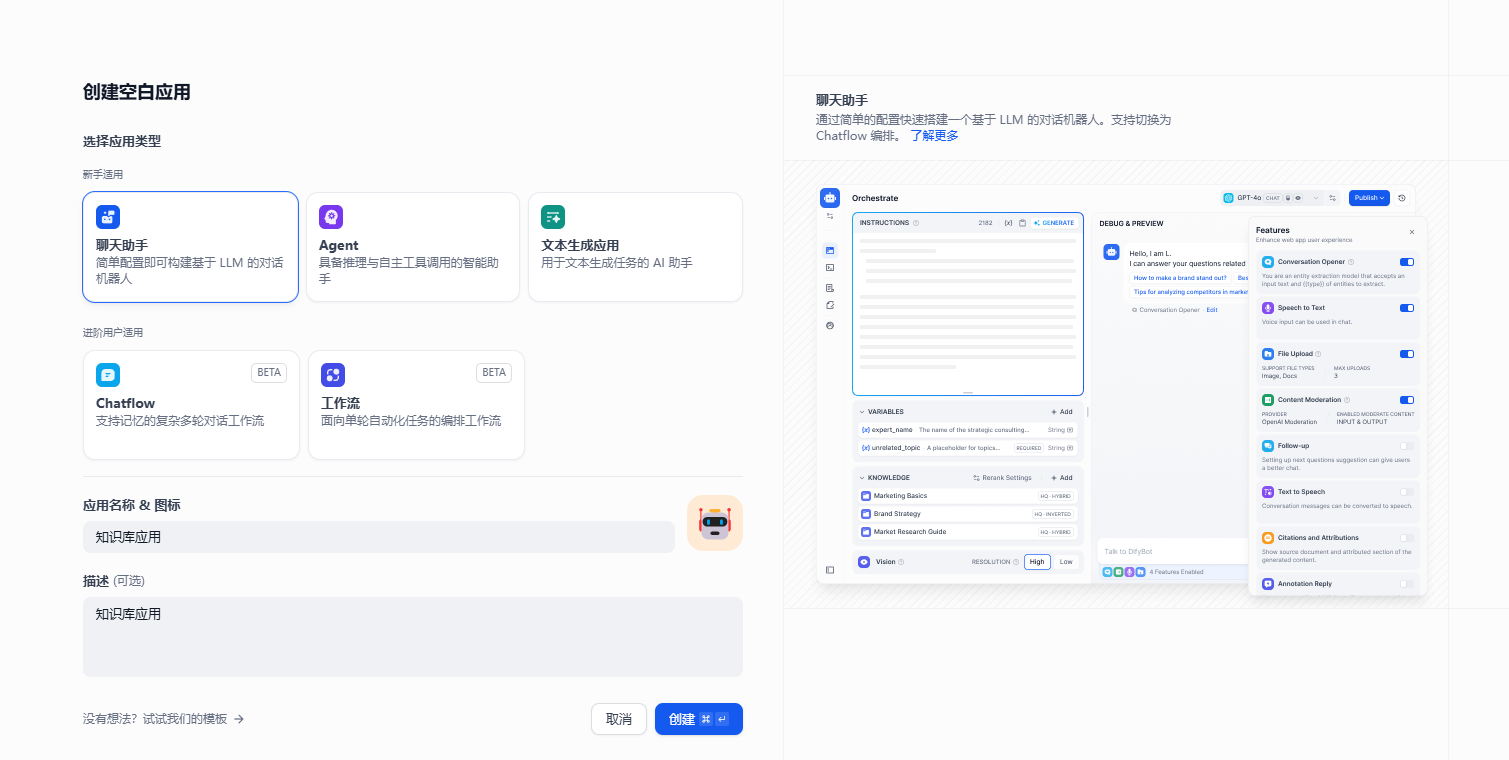 创建空白应用
选择应用类型
新手适用
聊天助手
简单配置即可构建基于 LLM 的对话
机器人
Agent
具备推理与自主工具调用的智能助
手
文本生成应用
用于文本生成任务的 AI 助手
进阶用户适用
BETA
Chatflow
支持记忆的复杂多轮对话工作流
BETA
工作流
面向单轮自动化任务的编排工作流
应用名称 & 图标
知识库应用
描述 (可选)
知识库应用
没有想法？试试我们的模板 →
取消
创建 ⌘ ↵
聊天助手
通过简单的配置快速搭建一个基于 LLM 的对话机器人。支持切换为
Chatflow 编排。 了解更多
Orchestrate
GPT-4o CHAT
Publish
INSTRUCTIONS
2182 {x} GENERATE
VARIABLES
+ Add
{x} expert_name · The name of the strategic consulting... String
{x} unrelated_topic · A placeholder for topics... REQUIRED String
KNOWLEDGE
Rerank Settings + Add
Marketing Basics HQ · HYBRID
Brand Strategy HQ · INVERTED
Market Research Guide HQ · HYBRID
Vision RESOLUTION High Low
DEBUG & PREVIEW
Hello, I am L.
I can answer your questions related
How to make a brand stand out? Bes
Tips for analyzing competitors in marke
Conversation Opener · Edit
Talk to DifyBot
4 Features Enabled
Features
Enhance web app user experience
Conversation Opener
You are an entity extraction model that accepts an
input text and {{type}} of entities to extract.
Speech to Text
Voice input can be used in chat.
File Upload
SUPPORT FILE TYPES MAX UPLOADS
Image, Docs 3
Content Moderation
PROVIDER ENABLED MODERATE CONTENT
OpenAI Moderation INPUT & OUTPUT
Follow-up
Setting up next questions suggestion can give users
a better chat.
Text to Speech
Conversation messages can be converted to speech.
Citations and Attributions
Show source document and attributed section of the
generated content.
Annotation Reply